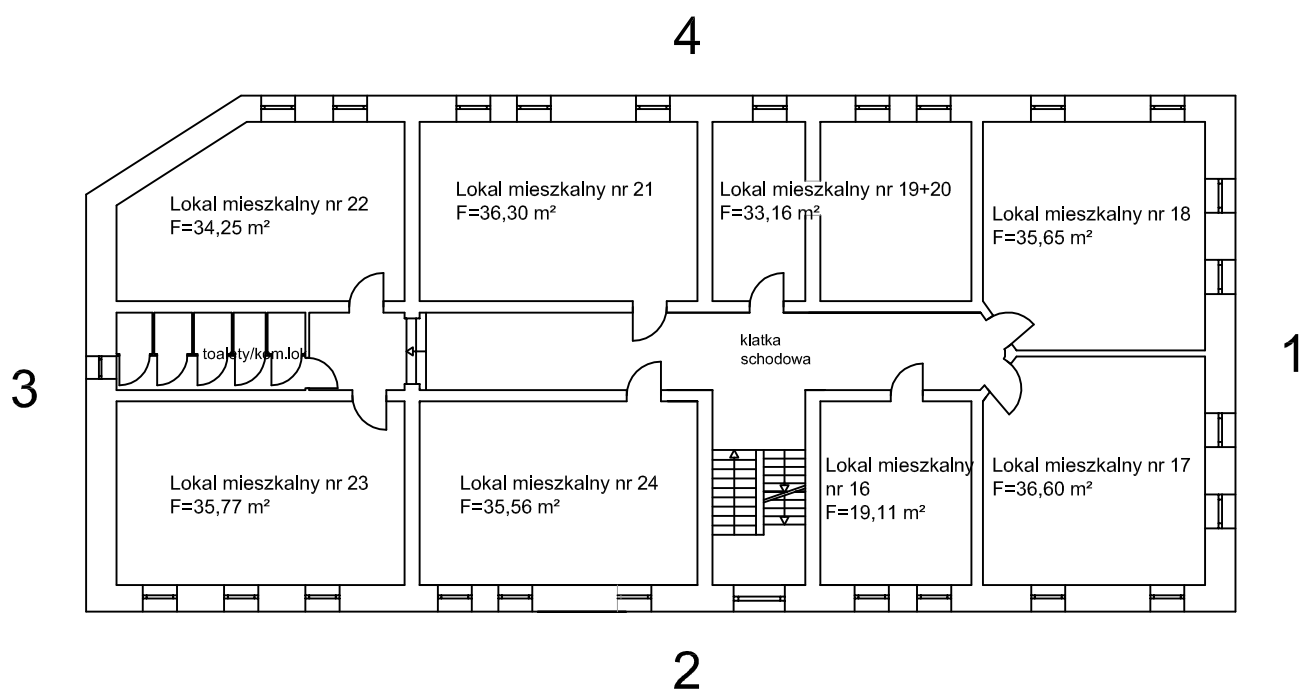 4
Lokal mieszkalny nr 22
F=34,25 m²
Lokal mieszkalny nr 21
F=36,30 m²
Lokal mieszkalny nr 19+20
F=33,16 m²
Lokal mieszkalny nr 18
F=35,65 m²
toalety/kom.lok
klatka
schodowa
3
1
Lokal mieszkalny nr 23
F=35,77 m²
Lokal mieszkalny nr 24
F=35,56 m²
Lokal mieszkalny
nr 16
F=19,11 m²
Lokal mieszkalny nr 17
F=36,60 m²
2